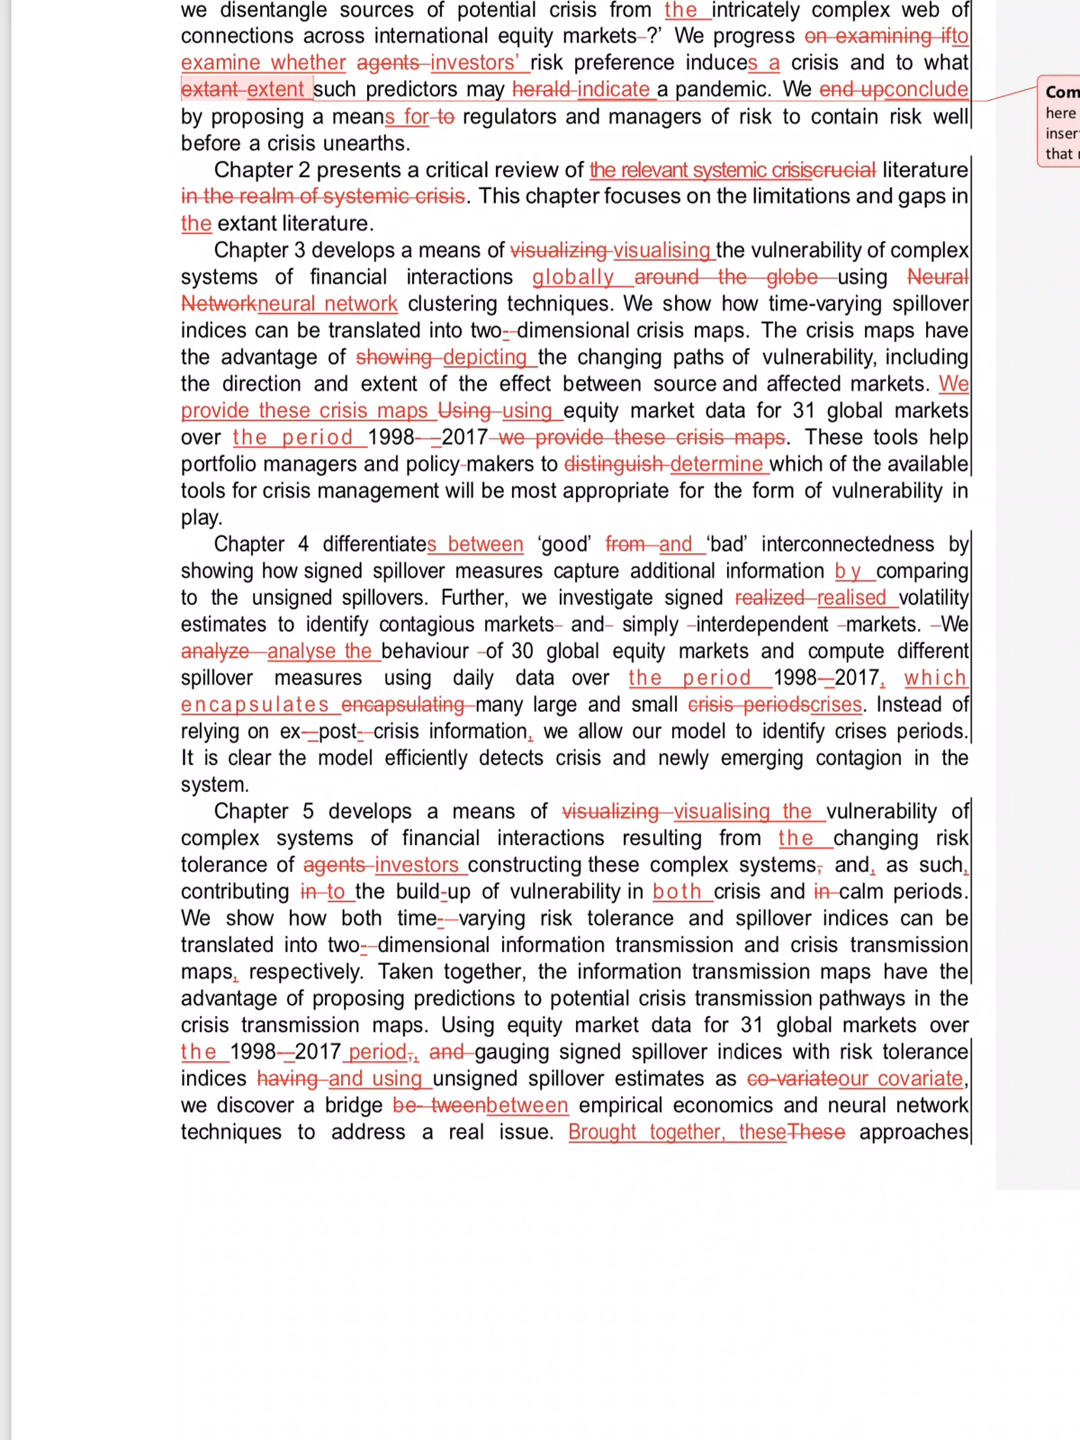 we disentangle sources of potential crisis from the intricately complex web of
connections across international equity markets-?’ We progress on examining ifto
examine whether agents investors’ risk preference induces a crisis and to what
extant extent such predictors may herald indicate a pandemic. We end upconclude
by proposing a means for to regulators and managers of risk to contain risk well
before a crisis unearths.
Chapter 2 presents a critical review of the relevant systemic crisiscrucial literature
in the realm of systemic crisis. This chapter focuses on the limitations and gaps in
the extant literature.
Chapter 3 develops a means of visualizing visualising the vulnerability of complex
systems of financial interactions globally around the globe using Neural
Networkneural network clustering techniques. We show how time-varying spillover
indices can be translated into two- dimensional crisis maps. The crisis maps have
the advantage of showing depicting the changing paths of vulnerability, including
the direction and extent of the effect between source and affected markets. We
provide these crisis maps Using using equity market data for 31 global markets
over the period 1998- –2017 we provide these crisis maps. These tools help
portfolio managers and policy-makers to distinguish determine which of the available
tools for crisis management will be most appropriate for the form of vulnerability in
play.
Chapter 4 differentiates between ‘good’ from and ‘bad’ interconnectedness by
showing how signed spillover measures capture additional information by comparing
to the unsigned spillovers. Further, we investigate signed realized realised volatility
estimates to identify contagious markets- and- simply -interdependent -markets. -We
analyze analyse the behaviour -of 30 global equity markets and compute different
spillover measures using daily data over the period 1998-–2017, which
encapsulates encapsulating many large and small crisis periodscrises. Instead of
relying on ex-–post- crisis information, we allow our model to identify crises periods.
It is clear the model efficiently detects crisis and newly emerging contagion in the
system.
Chapter 5 develops a means of visualizing visualising the vulnerability of
complex systems of financial interactions resulting from the changing risk
tolerance of agents investors constructing these complex systems, and, as such,
contributing in to the build-up of vulnerability in both crisis and in calm periods.
We show how both time- varying risk tolerance and spillover indices can be
translated into two- dimensional information transmission and crisis transmission
maps, respectively. Taken together, the information transmission maps have the
advantage of proposing predictions to potential crisis transmission pathways in the
crisis transmission maps. Using equity market data for 31 global markets over
the 1998-–2017 period,, and gauging signed spillover indices with risk tolerance
indices having and using unsigned spillover estimates as co-variateour covariate,
we discover a bridge be- tweenbetween empirical economics and neural network
techniques to address a real issue. Brought together, theseThese approaches
Com
here
inser
that